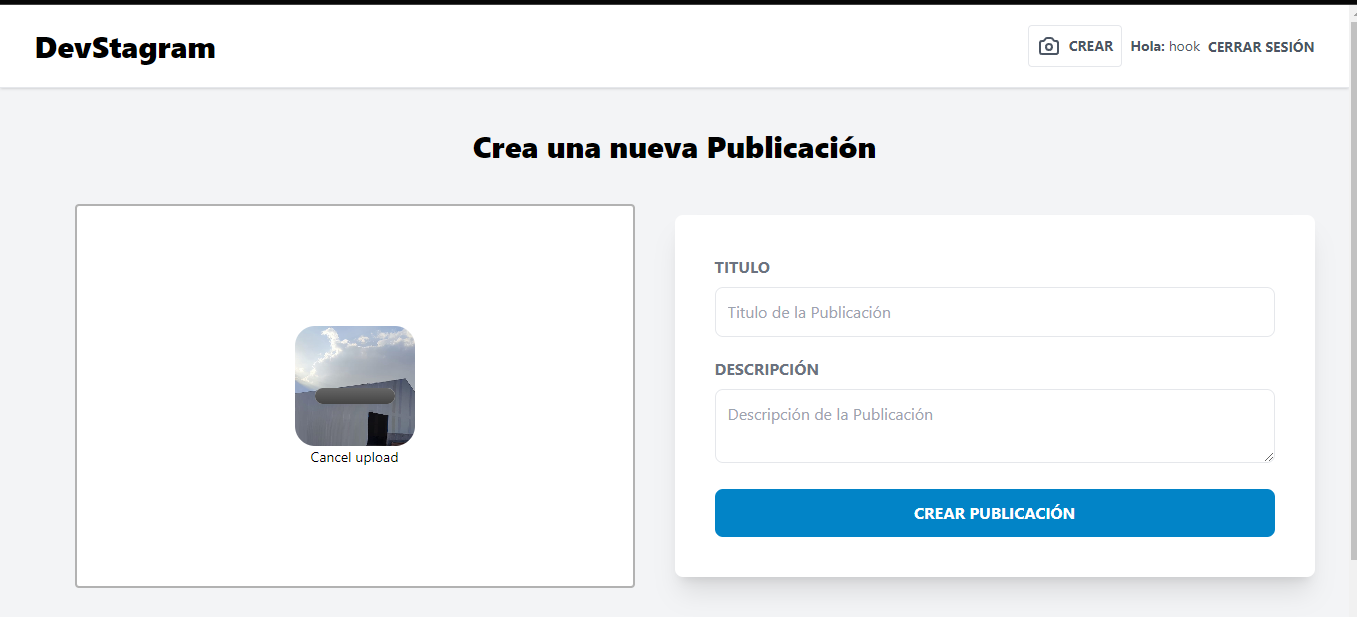 DevStagram
CREAR Hola: hook CERRAR SESIÓN
Crea una nueva Publicación
Cancel upload
TITULO
Titulo de la Publicación
DESCRIPCIÓN
Descripción de la Publicación
CREAR PUBLICACIÓN